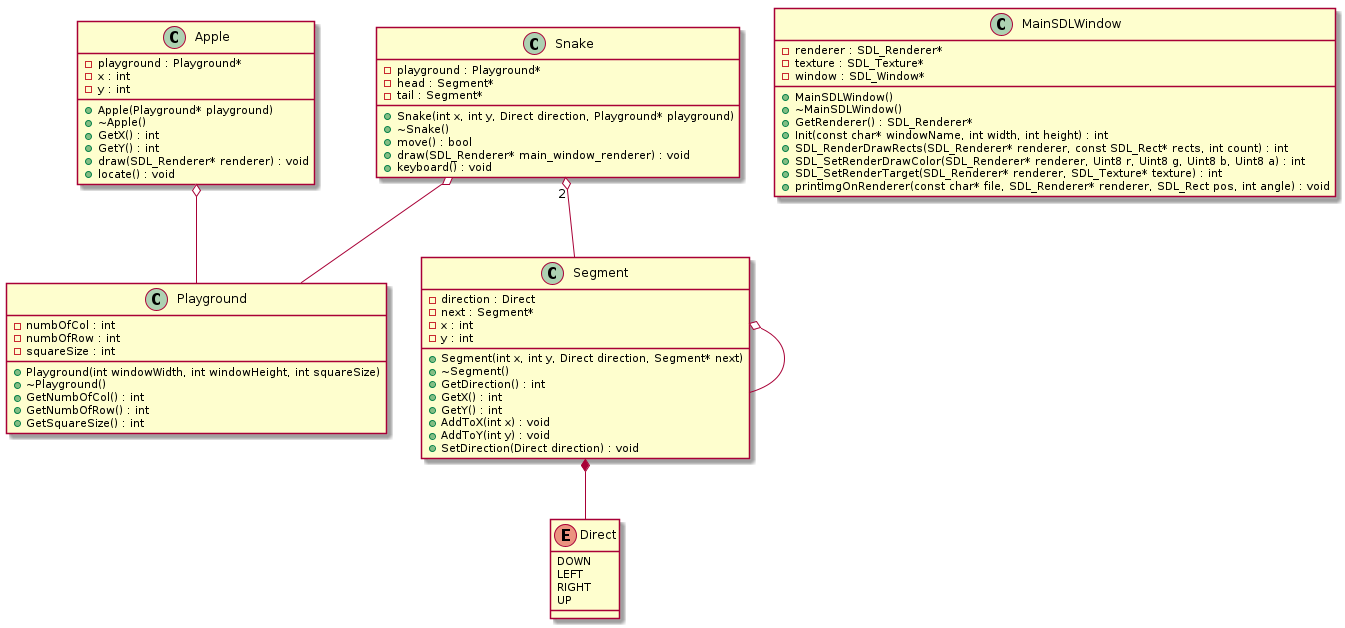 C Apple
playground : Playground*
x : int
y : int
Apple(Playground* playground)
~Apple()
GetX() : int
GetY() : int
draw(SDL_Renderer* renderer) : void
locate() : void
C Snake
playground : Playground*
head : Segment*
tail : Segment*
Snake(int x, int y, Direct direction, Playground* playground)
~Snake()
move() : bool
draw(SDL_Renderer* main_window_renderer) : void
keyboard() : void
C MainSDLWindow
renderer : SDL_Renderer*
texture : SDL_Texture*
window : SDL_Window*
MainSDLWindow()
~MainSDLWindow()
GetRenderer() : SDL_Renderer*
Init(const char* windowName, int width, int height) : int
SDL_RenderDrawRects(SDL_Renderer* renderer, const SDL_Rect* rects, int count) : int
SDL_SetRenderDrawColor(SDL_Renderer* renderer, Uint8 r, Uint8 g, Uint8 b, Uint8 a) : int
SDL_SetRenderTarget(SDL_Renderer* renderer, SDL_Texture* texture) : int
printImgOnRenderer(const char* file, SDL_Renderer* renderer, SDL_Rect pos, int angle) : void
2
C Playground
numbOfCol : int
numbOfRow : int
squareSize : int
Playground(int windowWidth, int windowHeight, int squareSize)
~Playground()
GetNumbOfCol() : int
GetNumbOfRow() : int
GetSquareSize() : int
C Segment
direction : Direct
next : Segment*
x : int
y : int
Segment(int x, int y, Direct direction, Segment* next)
~Segment()
GetDirection() : int
GetX() : int
GetY() : int
AddToX(int x) : void
AddToY(int y) : void
SetDirection(Direct direction) : void
E Direct
DOWN
LEFT
RIGHT
UP